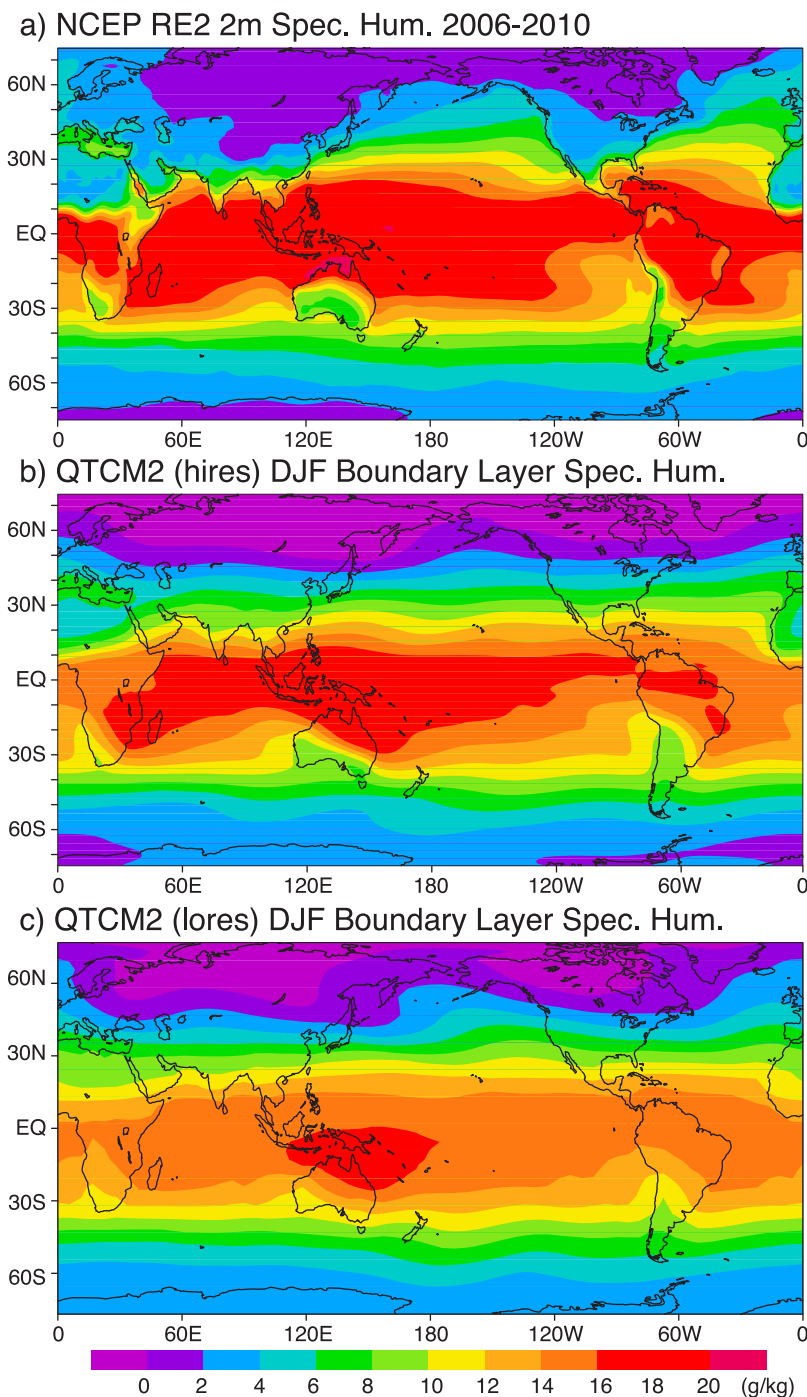 a) NCEP RE2 2m Spec. Hum. 2006-2010
60N
30N
EQ
30S
60S
0 60E 120E 180 120W 60W 0
b) QTCM2 (hires) DJF Boundary Layer Spec. Hum.
60N
30N
EQ
30S
60S
0 60E 120E 180 120W 60W 0
c) QTCM2 (lores) DJF Boundary Layer Spec. Hum.
60N
30N
EQ
30S
60S
0 60E 120E 180 120W 60W 0
0 2 4 6 8 10 12 14 16 18 20 (g/kg)